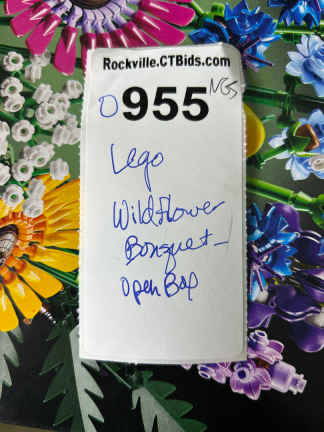 Rockville.CTBids.com
0955 NGS
Lego
Wildflower
Bouquet -
Open Box